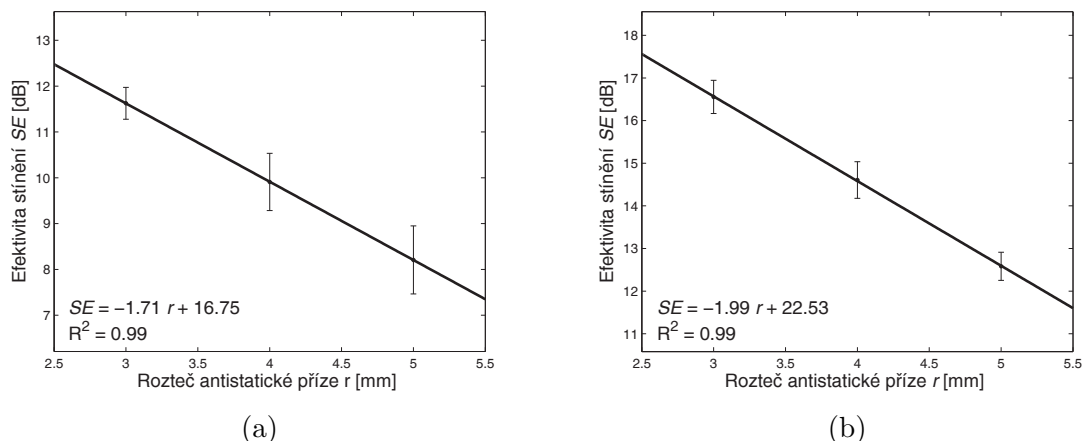 13
12
11
10
9
8
7
Efektivita stínění SE [dB]
SE = −1.71 r + 16.75
R² = 0.99
2.5 3 3.5 4 4.5 5 5.5
Rozteč antistatické příze r [mm]
(a)
18
17
16
15
14
13
12
11
Efektivita stínění SE [dB]
SE = −1.99 r + 22.53
R² = 0.99
2.5 3 3.5 4 4.5 5 5.5
Rozteč antistatické příze r [mm]
(b)